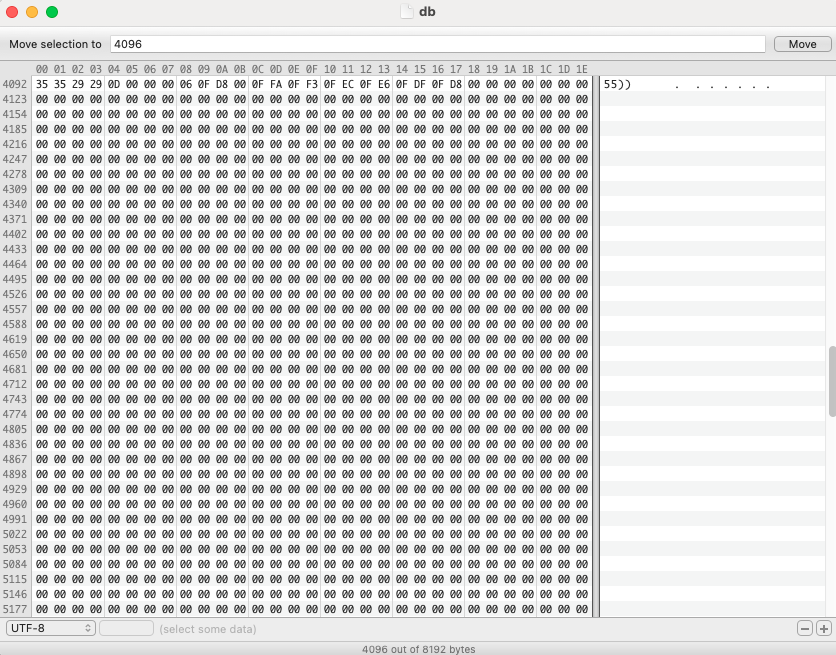 db
Move selection to 4096 Move
00 01 02 03 04 05 06 07 08 09 0A 0B 0C 0D 0E 0F 10 11 12 13 14 15 16 17 18 19 1A 1B 1C 1D 1E
4092 35 35 29 29 0D 00 00 00 06 0F D8 00 0F FA 0F F3 0F EC 0F E6 0F DF 0F D8 00 00 00 00 00 00 00 55)) . . . . . .
4123 00 00 00 00 00 00 00 00 00 00 00 00 00 00 00 00 00 00 00 00 00 00 00 00 00 00 00 00 00 00 00
4154 00 00 00 00 00 00 00 00 00 00 00 00 00 00 00 00 00 00 00 00 00 00 00 00 00 00 00 00 00 00 00
4185 00 00 00 00 00 00 00 00 00 00 00 00 00 00 00 00 00 00 00 00 00 00 00 00 00 00 00 00 00 00 00
4216 00 00 00 00 00 00 00 00 00 00 00 00 00 00 00 00 00 00 00 00 00 00 00 00 00 00 00 00 00 00 00
4247 00 00 00 00 00 00 00 00 00 00 00 00 00 00 00 00 00 00 00 00 00 00 00 00 00 00 00 00 00 00 00
4278 00 00 00 00 00 00 00 00 00 00 00 00 00 00 00 00 00 00 00 00 00 00 00 00 00 00 00 00 00 00 00
4309 00 00 00 00 00 00 00 00 00 00 00 00 00 00 00 00 00 00 00 00 00 00 00 00 00 00 00 00 00 00 00
4340 00 00 00 00 00 00 00 00 00 00 00 00 00 00 00 00 00 00 00 00 00 00 00 00 00 00 00 00 00 00 00
4371 00 00 00 00 00 00 00 00 00 00 00 00 00 00 00 00 00 00 00 00 00 00 00 00 00 00 00 00 00 00 00
4402 00 00 00 00 00 00 00 00 00 00 00 00 00 00 00 00 00 00 00 00 00 00 00 00 00 00 00 00 00 00 00
4433 00 00 00 00 00 00 00 00 00 00 00 00 00 00 00 00 00 00 00 00 00 00 00 00 00 00 00 00 00 00 00
4464 00 00 00 00 00 00 00 00 00 00 00 00 00 00 00 00 00 00 00 00 00 00 00 00 00 00 00 00 00 00 00
4495 00 00 00 00 00 00 00 00 00 00 00 00 00 00 00 00 00 00 00 00 00 00 00 00 00 00 00 00 00 00 00
4526 00 00 00 00 00 00 00 00 00 00 00 00 00 00 00 00 00 00 00 00 00 00 00 00 00 00 00 00 00 00 00
4557 00 00 00 00 00 00 00 00 00 00 00 00 00 00 00 00 00 00 00 00 00 00 00 00 00 00 00 00 00 00 00
4588 00 00 00 00 00 00 00 00 00 00 00 00 00 00 00 00 00 00 00 00 00 00 00 00 00 00 00 00 00 00 00
4619 00 00 00 00 00 00 00 00 00 00 00 00 00 00 00 00 00 00 00 00 00 00 00 00 00 00 00 00 00 00 00
4650 00 00 00 00 00 00 00 00 00 00 00 00 00 00 00 00 00 00 00 00 00 00 00 00 00 00 00 00 00 00 00
4681 00 00 00 00 00 00 00 00 00 00 00 00 00 00 00 00 00 00 00 00 00 00 00 00 00 00 00 00 00 00 00
4712 00 00 00 00 00 00 00 00 00 00 00 00 00 00 00 00 00 00 00 00 00 00 00 00 00 00 00 00 00 00 00
4743 00 00 00 00 00 00 00 00 00 00 00 00 00 00 00 00 00 00 00 00 00 00 00 00 00 00 00 00 00 00 00
4774 00 00 00 00 00 00 00 00 00 00 00 00 00 00 00 00 00 00 00 00 00 00 00 00 00 00 00 00 00 00 00
4805 00 00 00 00 00 00 00 00 00 00 00 00 00 00 00 00 00 00 00 00 00 00 00 00 00 00 00 00 00 00 00
4836 00 00 00 00 00 00 00 00 00 00 00 00 00 00 00 00 00 00 00 00 00 00 00 00 00 00 00 00 00 00 00
4867 00 00 00 00 00 00 00 00 00 00 00 00 00 00 00 00 00 00 00 00 00 00 00 00 00 00 00 00 00 00 00
4898 00 00 00 00 00 00 00 00 00 00 00 00 00 00 00 00 00 00 00 00 00 00 00 00 00 00 00 00 00 00 00
4929 00 00 00 00 00 00 00 00 00 00 00 00 00 00 00 00 00 00 00 00 00 00 00 00 00 00 00 00 00 00 00
4960 00 00 00 00 00 00 00 00 00 00 00 00 00 00 00 00 00 00 00 00 00 00 00 00 00 00 00 00 00 00 00
4991 00 00 00 00 00 00 00 00 00 00 00 00 00 00 00 00 00 00 00 00 00 00 00 00 00 00 00 00 00 00 00
5022 00 00 00 00 00 00 00 00 00 00 00 00 00 00 00 00 00 00 00 00 00 00 00 00 00 00 00 00 00 00 00
5053 00 00 00 00 00 00 00 00 00 00 00 00 00 00 00 00 00 00 00 00 00 00 00 00 00 00 00 00 00 00 00
5084 00 00 00 00 00 00 00 00 00 00 00 00 00 00 00 00 00 00 00 00 00 00 00 00 00 00 00 00 00 00 00
5115 00 00 00 00 00 00 00 00 00 00 00 00 00 00 00 00 00 00 00 00 00 00 00 00 00 00 00 00 00 00 00
5146 00 00 00 00 00 00 00 00 00 00 00 00 00 00 00 00 00 00 00 00 00 00 00 00 00 00 00 00 00 00 00
5177 00 00 00 00 00 00 00 00 00 00 00 00 00 00 00 00 00 00 00 00 00 00 00 00 00 00 00 00 00 00 00
UTF-8 (select some data)
4096 out of 8192 bytes